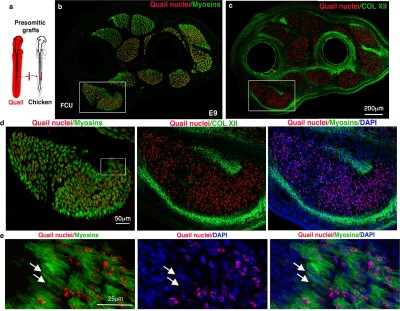 a
Presomitic
grafts
Quail
Chicken
b
Quail nuclei/Myosins
FCU
E9
c
Quail nuclei/COL XII
200µm
d
Quail nuclei/Myosins
50µm
Quail nuclei/COL XII
Quail nuclei/Myosins/DAPI
e
Quail nuclei/Myosins
25µm
Quail nuclei/DAPI
Quail nuclei/Myosins/DAPI